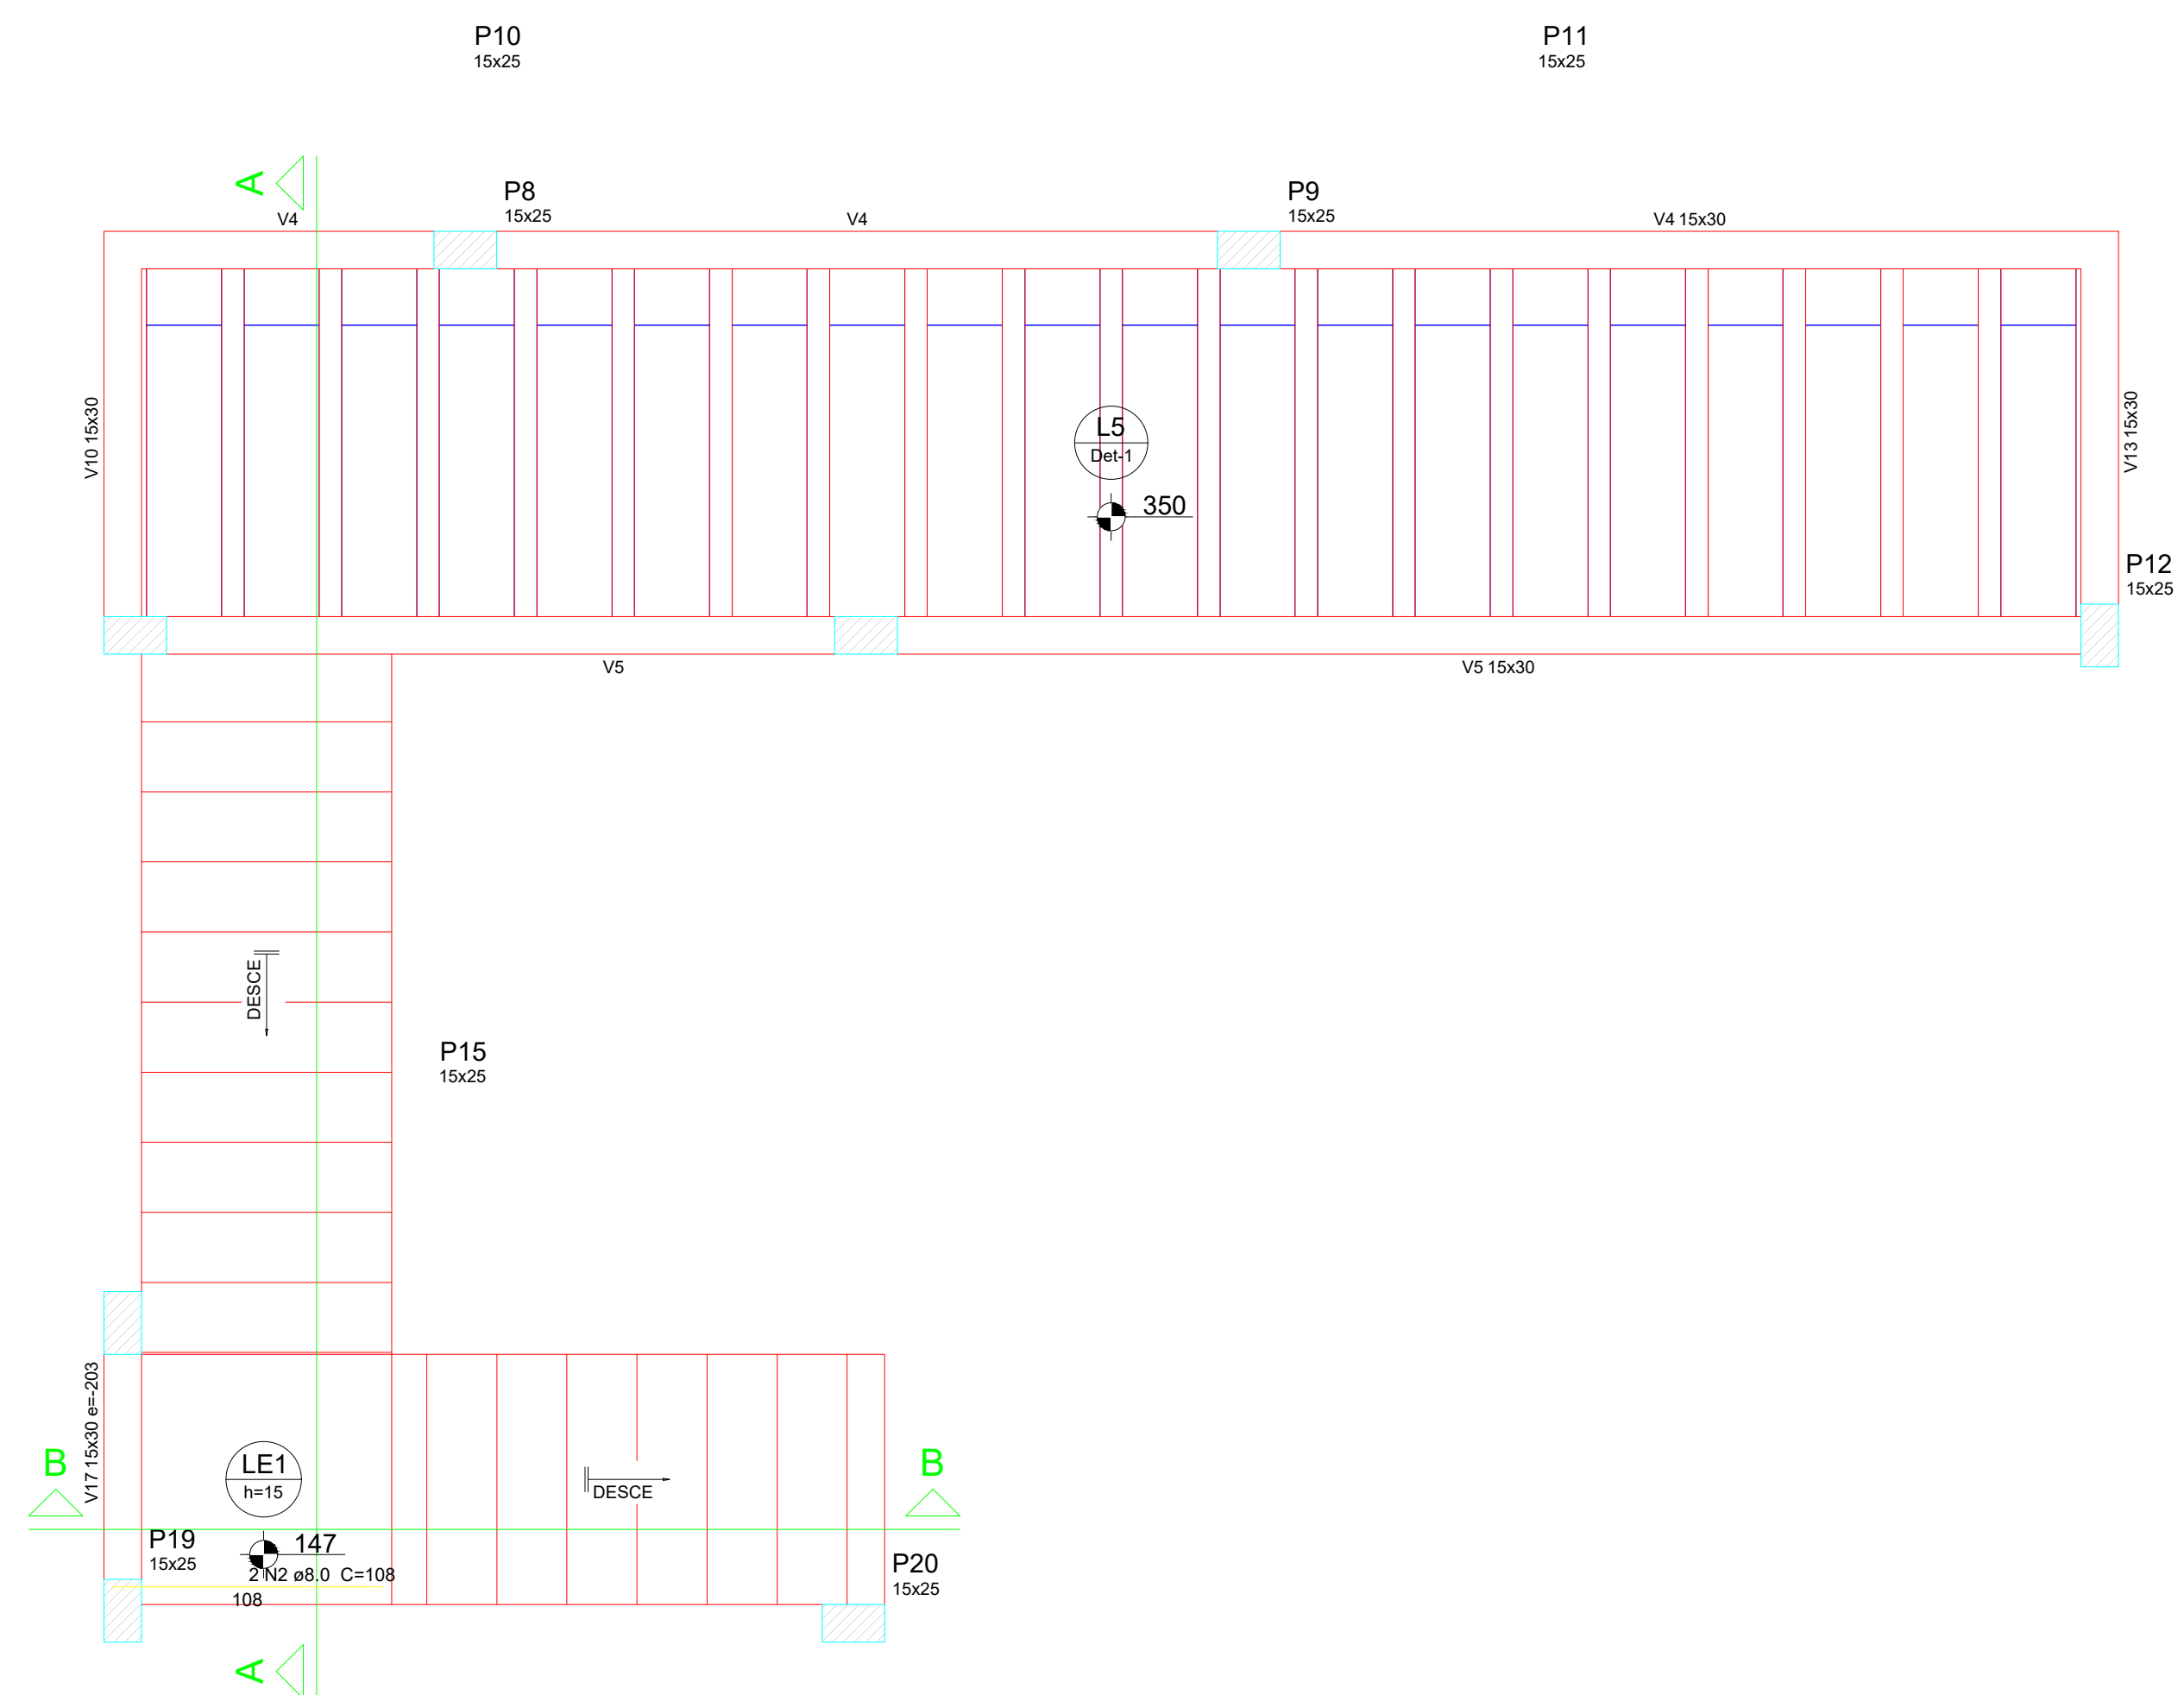 P10
15x25
P11
15x25
A
P8
15x25
P9
15x25
V4
V4
V4 15x30
V10 15x30
V13 15x30
L5
Det-1
350
P12
15x25
V5
V5 15x30
DESCE
P15
15x25
V17 15x30 e=-203
B
B
LE1
h=15
DESCE
P19
15x25
147
2 N2 ø8.0 C=108
108
P20
15x25
A